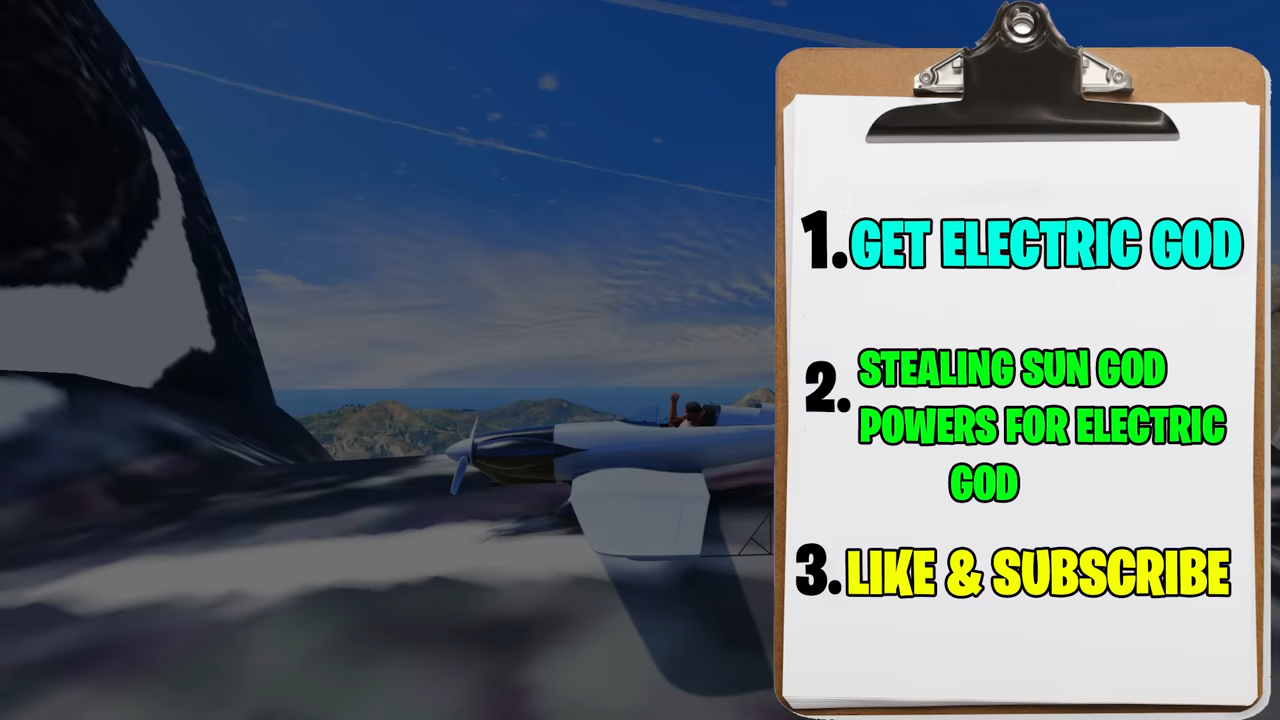 1. GET ELECTRIC GOD
2. STEALING SUN GOD
POWERS FOR ELECTRIC
GOD
3. LIKE & SUBSCRIBE